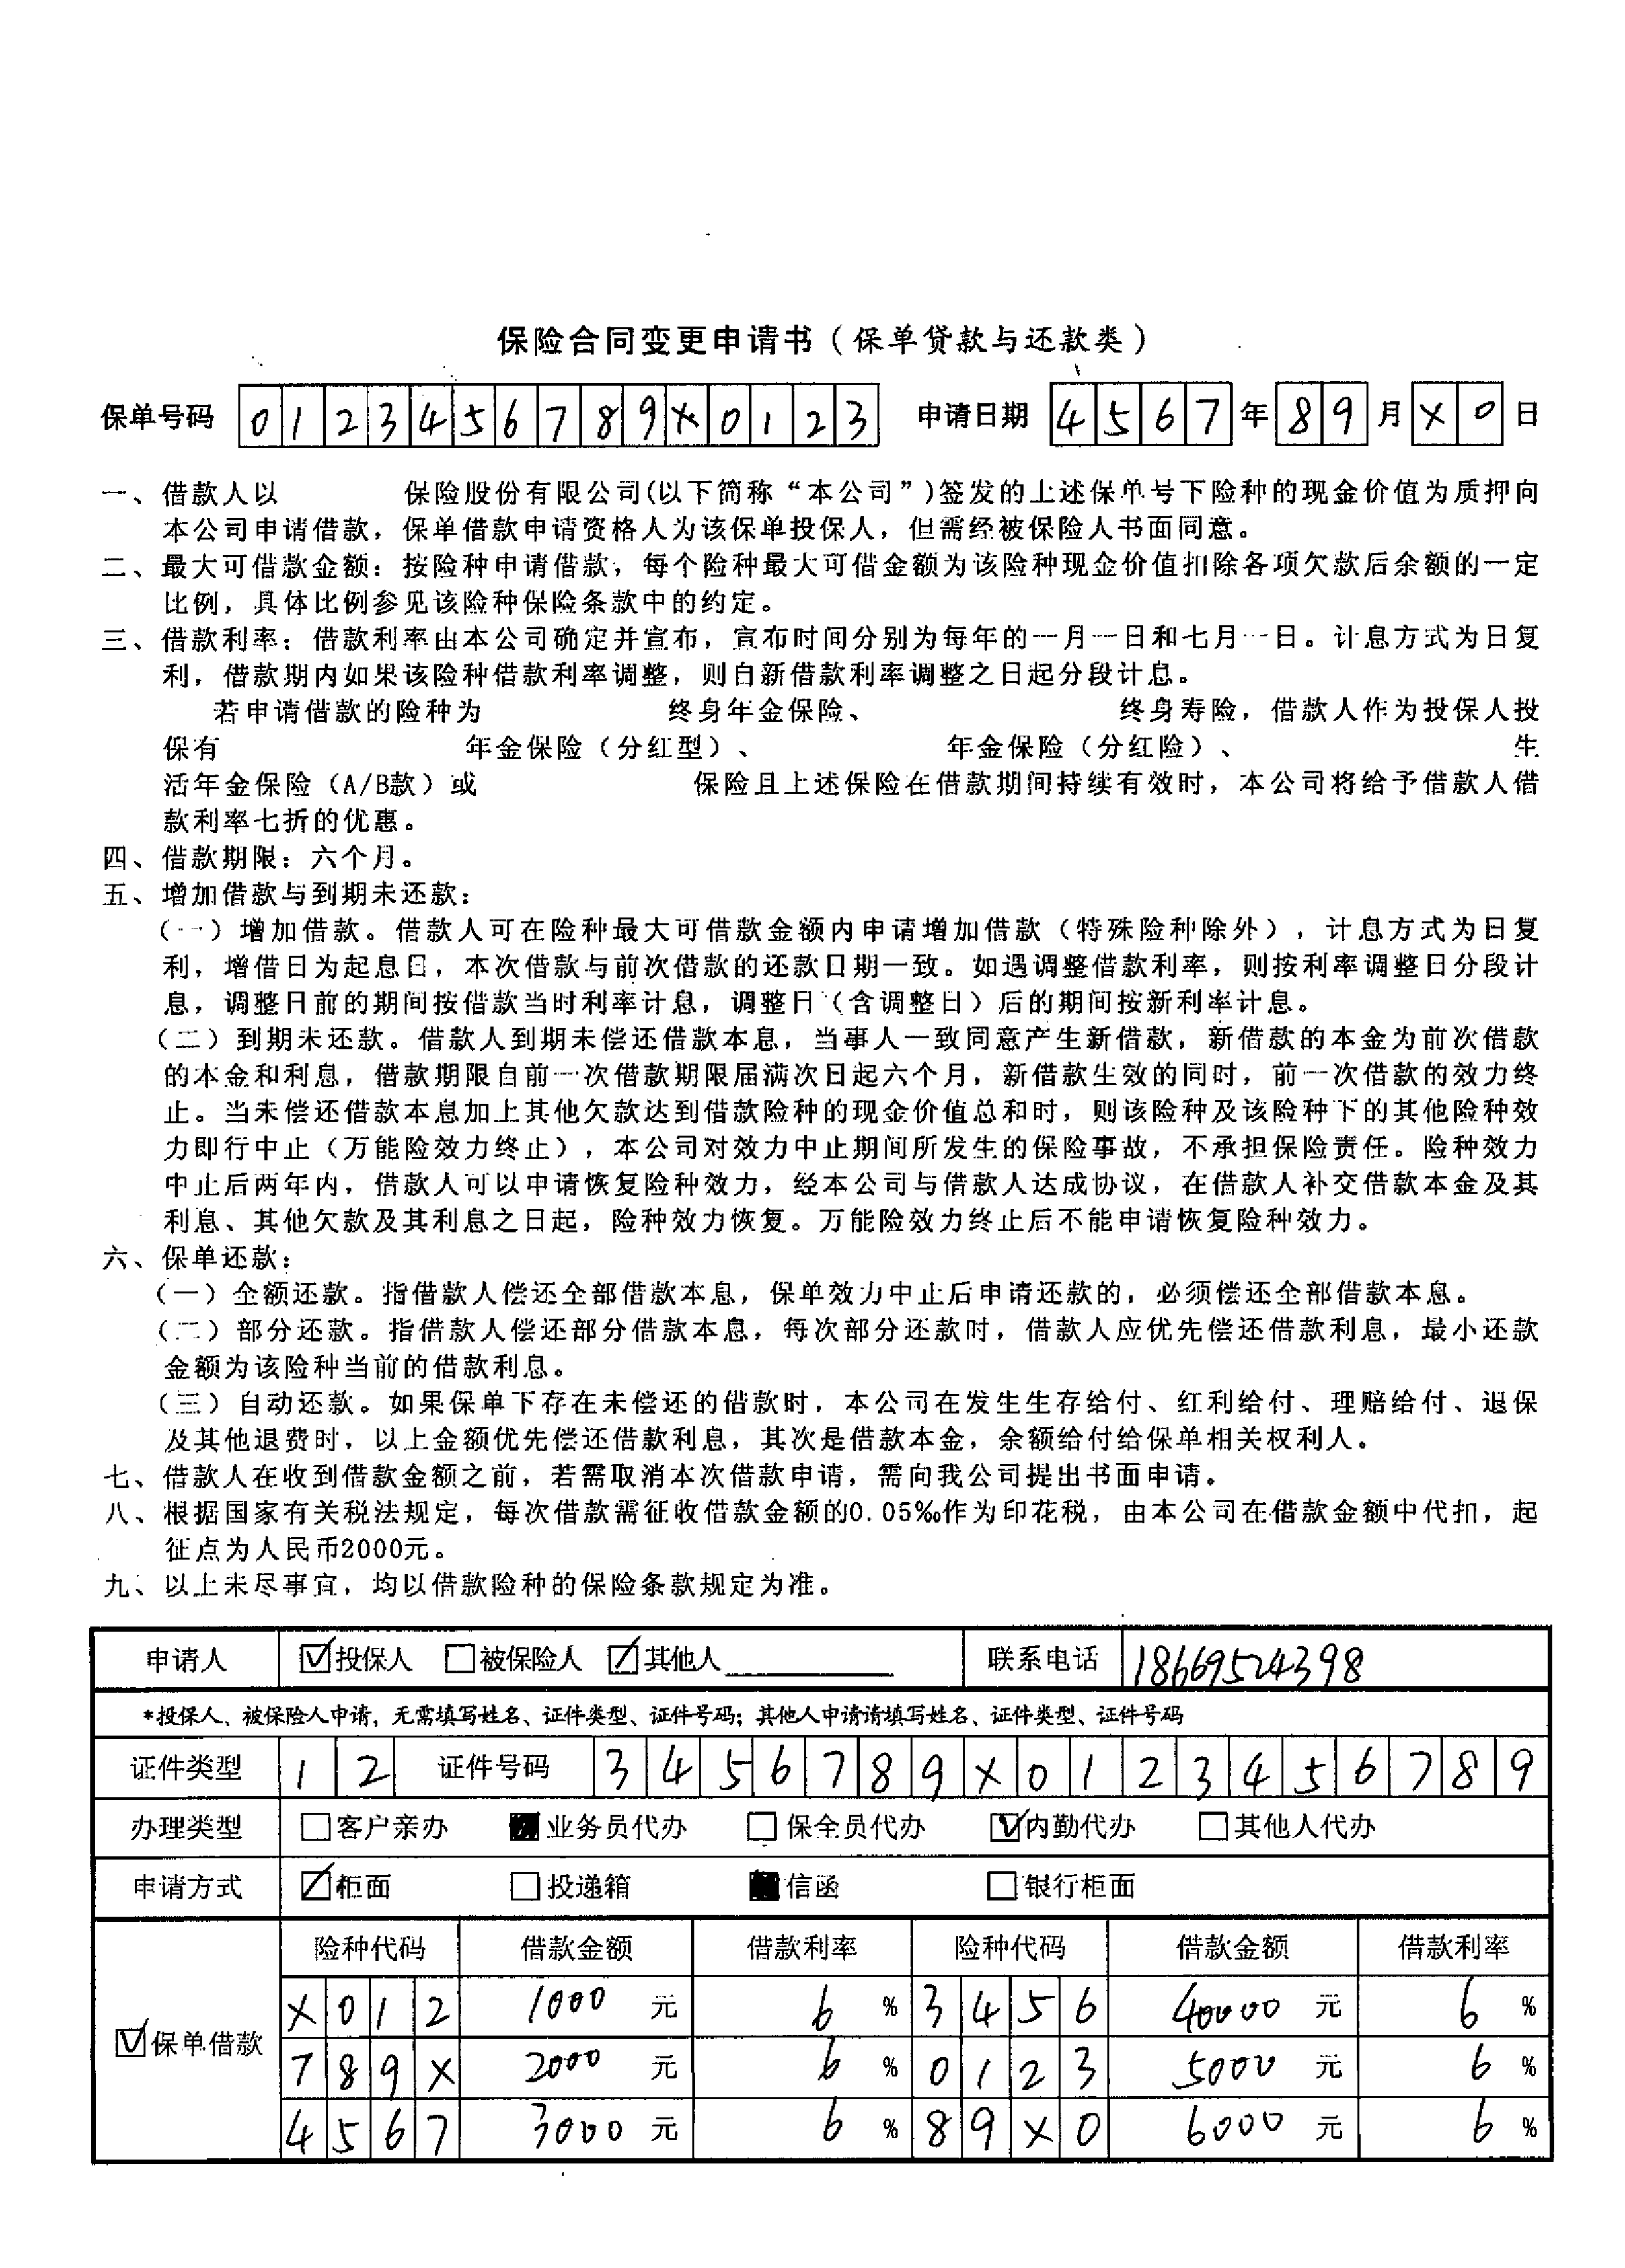 保险合同变更申请书(保单贷款与还款类)
保单号码 0 1 2 3 4 5 6 7 8 9 X 0 1 2 3 申请日期 4 5 6 7 年 8 9 月 X 0 日
一、借款人以 保险股份有限公司(以下简称“本公司”)签发的上述保单号下险种的现金价值为质押向
本公司申请借款,保单借款申请资格人为该保单投保人,但需经被保险人书面同意。
二、最大可借款金额:按险种申请借款,每个险种最大可借金额为该险种现金价值扣除各项欠款后余额的一定
比例,具体比例参见该险种保险条款中的约定。
三、借款利率:借款利率由本公司确定并宣布,宣布时间分别为每年的一月一日和七月一日。计息方式为日复
利,借款期内如果该险种借款利率调整,则自新借款利率调整之日起分段计息。
若申请借款的险种为 终身年金保险、 终身寿险,借款人作为投保人投
保有 年金保险(分红型)、 年金保险(分红险)、 生
活年金保险(A/B款)或 保险且上述保险在借款期间持续有效时,本公司将给予借款人借
款利率七折的优惠。
四、借款期限:六个月。
五、增加借款与到期未还款:
(一)增加借款。借款人可在险种最大可借款金额内申请增加借款(特殊险种除外),计息方式为日复
利,增借日为起息日,本次借款与前次借款的还款日期一致。如遇调整借款利率,则按利率调整日分段计
息,调整日前的期间按借款当时利率计息,调整日(含调整日)后的期间按新利率计息。
(二)到期未还款。借款人到期未偿还借款本息,当事人一致同意产生新借款,新借款的本金为前次借款
的本金和利息,借款期限自前一次借款期限届满次日起六个月,新借款生效的同时,前一次借款的效力终
止。当未偿还借款本息加上其他欠款达到借款险种的现金价值总和时,则该险种及该险种下的其他险种效
力即行中止(万能险效力终止),本公司对效力中止期间所发生的保险事故,不承担保险责任。险种效力
中止后两年内,借款人可以申请恢复险种效力,经本公司与借款人达成协议,在借款人补交借款本金及其
利息、其他欠款及其利息之日起,险种效力恢复。万能险效力终止后不能申请恢复险种效力。
六、保单还款:
(一)全额还款。指借款人偿还全部借款本息,保单效力中止后申请还款的,必须偿还全部借款本息。
(二)部分还款。指借款人偿还部分借款本息,每次部分还款时,借款人应优先偿还借款利息,最小还款
金额为该险种当前的借款利息。
(三)自动还款。如果保单下存在未偿还的借款时,本公司在发生生存给付、红利给付、理赔给付、退保
及其他退费时,以上金额优先偿还借款利息,其次是借款本金,余额给付给保单相关权利人。
七、借款人在收到借款金额之前,若需取消本次借款申请,需向我公司提出书面申请。
八、根据国家有关税法规定,每次借款需征收借款金额的0.05‰作为印花税,由本公司在借款金额中代扣,起
征点为人民币2000元。
九、以上未尽事宜,均以借款险种的保险条款规定为准。
申请人 投保人 被保险人 其他人 联系电话 18669524398
*投保人、被保险人申请,无需填写姓名、证件类型、证件号码;其他人申请请填写姓名、证件类型、证件号码
证件类型 1 2 证件号码 3 4 5 6 7 8 9 X 0 1 2 3 4 5 6 7 8 9
办理类型 客户亲办 业务员代办 保全员代办 内勤代办 其他人代办
申请方式 柜面 投递箱 信函 银行柜面
险种代码 借款金额 借款利率 险种代码 借款金额 借款利率
X 0 1 2 1000 元 6 % 3 4 5 6 40000 元 6 %
保单借款
7 8 9 X 2000 元 6 % 0 1 2 3 5000 元 6 %
4 5 6 7 3000 元 6 % 8 9 X 0 6000 元 6 %